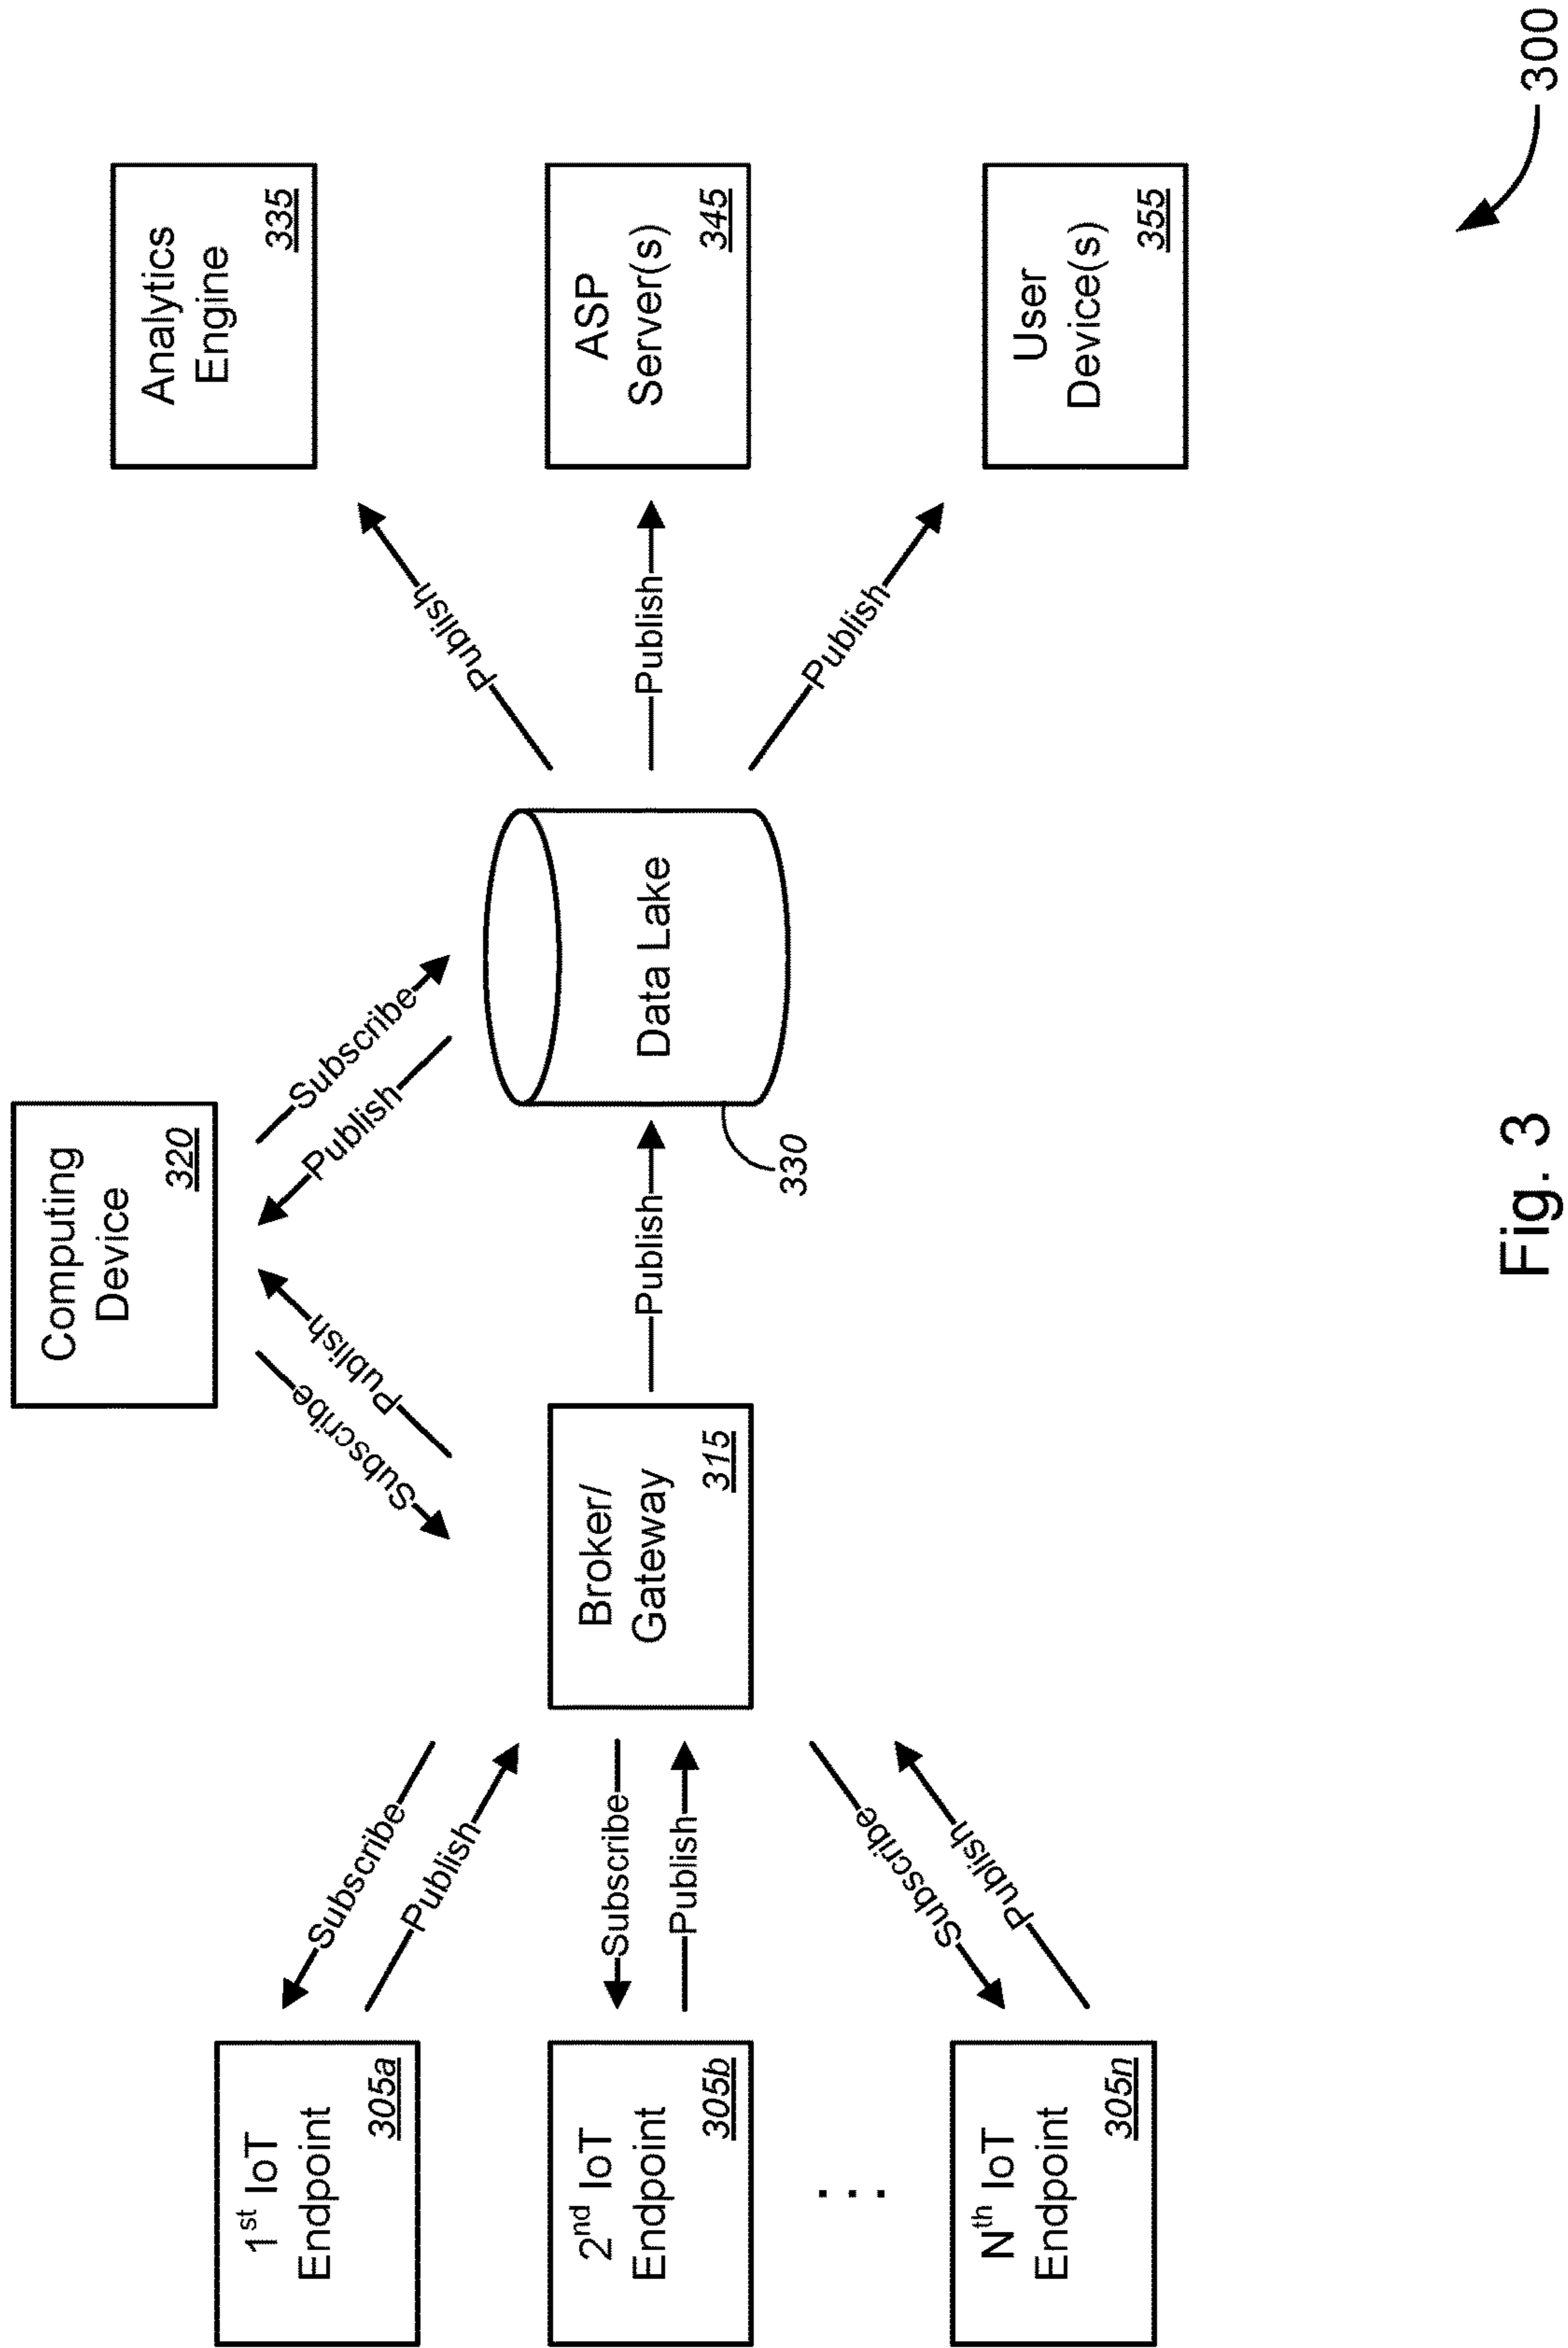 Computing
Device
320
Analytics
Engine
335
1st IoT
Endpoint
305a
Subscribe
Publish
Subscribe
Publish
Publish
Subscribe
Publish
2nd IoT
Endpoint
305b
Subscribe
Publish
Broker/
Gateway
315
Publish
Data Lake
330
Publish
ASP
Server(s)
345
...
Nth IoT
Endpoint
305n
Subscribe
Publish
Publish
User
Device(s)
355
300
Fig. 3